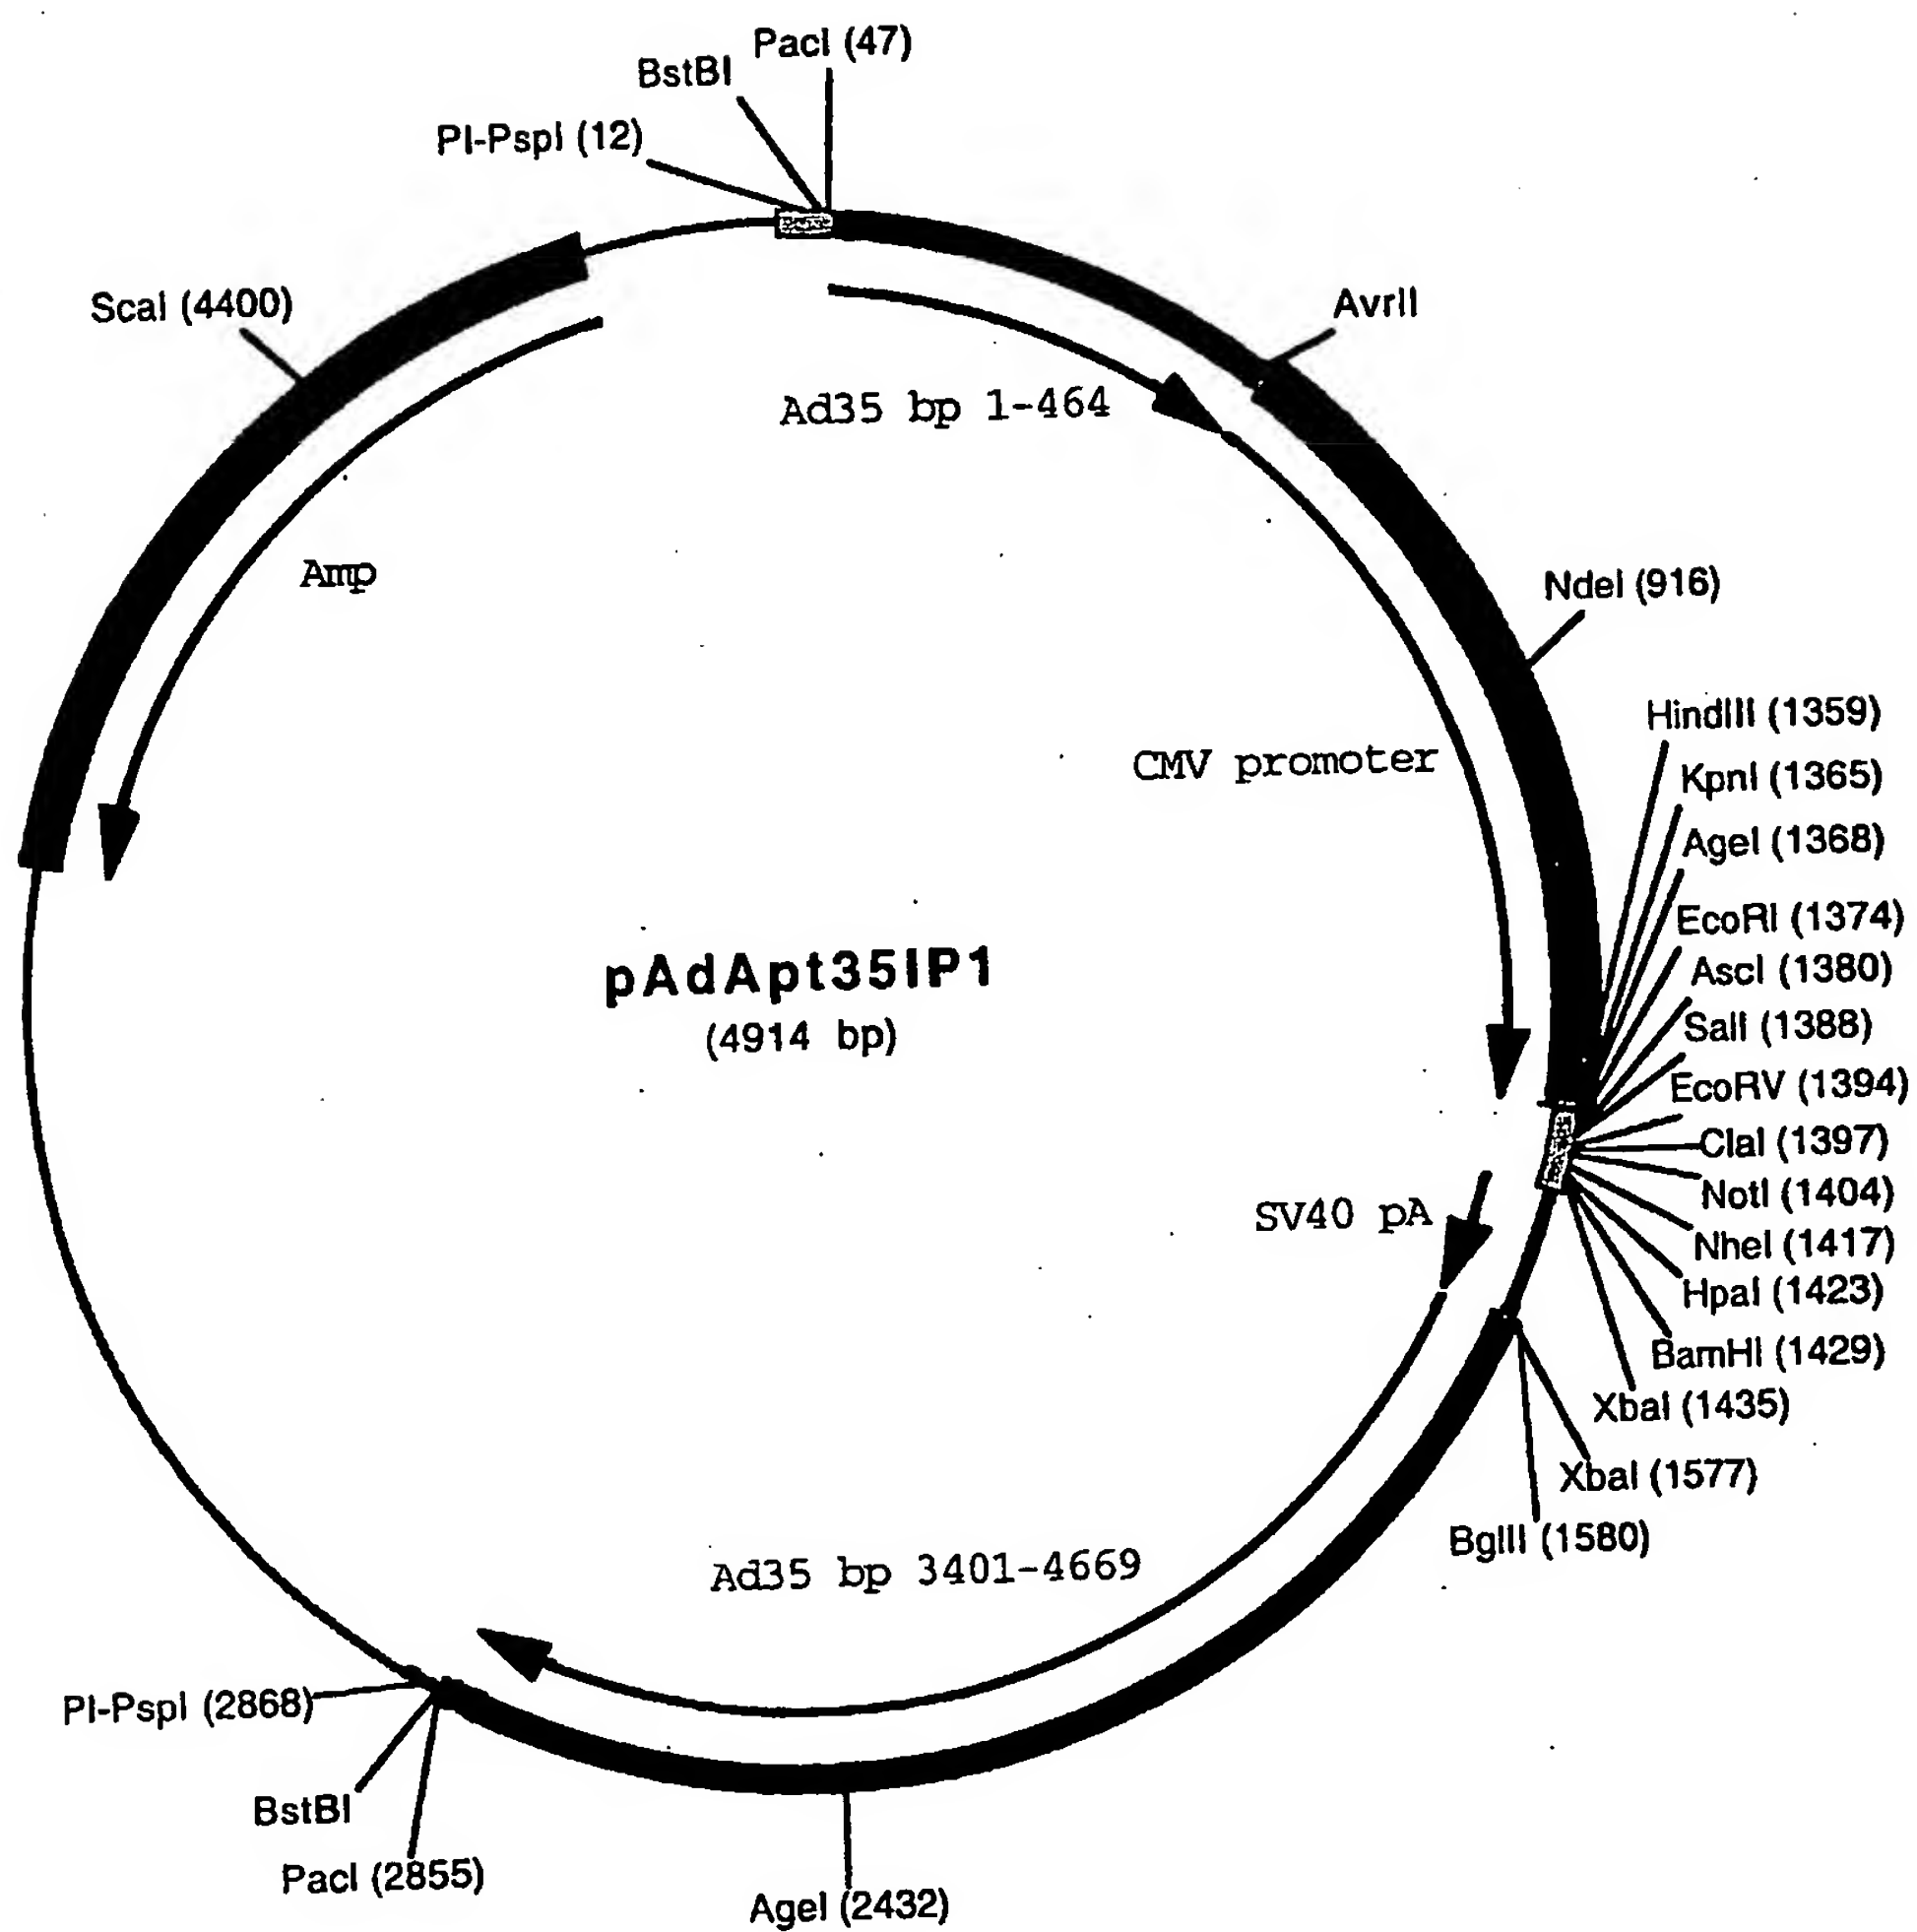 PacI (47)
BstBI
PI-PspI (12)
ScaI (4400)
AvrII
Ad35 bp 1-464
Amp
NdeI (916)
HindIII (1359)
CMV promoter
KpnI (1365)
AgeI (1368)
EcoRI (1374)
AscI (1380)
pAdApt35IP1
(4914 bp)
SalI (1388)
EcoRV (1394)
ClaI (1397)
NotI (1404)
SV40 pA
NheI (1417)
HpaI (1423)
BamHI (1429)
XbaI (1435)
XbaI (1577)
BglII (1580)
Ad35 bp 3401-4669
PI-PspI (2868)
BstBI
PacI (2855)
AgeI (2432)